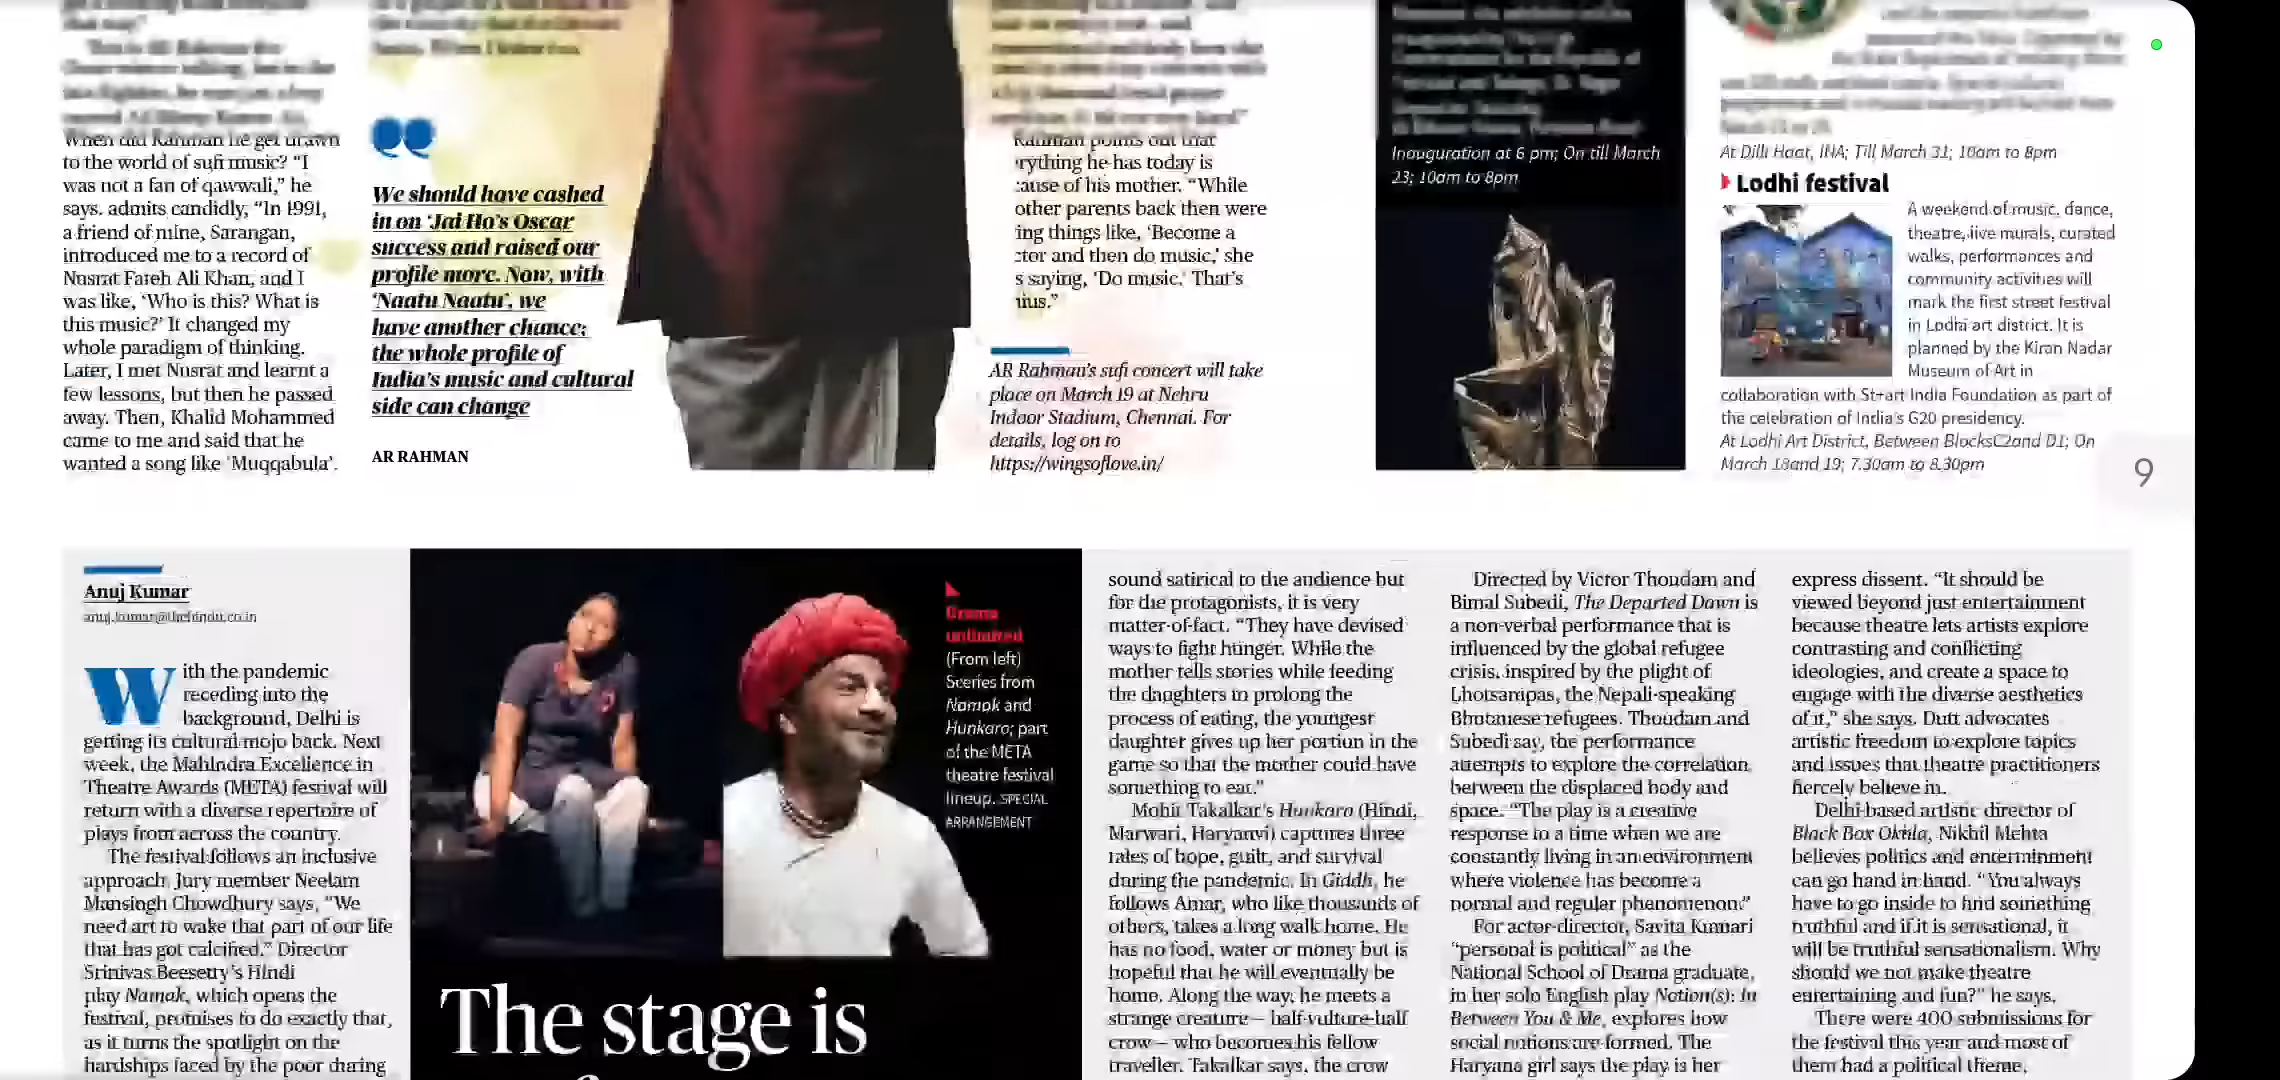 When did Rahman he get drawn
to the world of sufi music? “I
was not a fan of qawwali,” he
says. admits candidly, “In 1991,
a friend of mine, Sarangan,
introduced me to a record of
Nusrat Fateh Ali Khan, and I
was like, ‘Who is this? What is
this music?’ It changed my
whole paradigm of thinking.
Later, I met Nusrat and learnt a
few lessons, but then he passed
away. Then, Khalid Mohammed
came to me and said that he
wanted a song like ‘Muqqabula’.
We should have cashed
in on ‘Jai Ho’s Oscar
success and raised our
profile more. Now, with
‘Naatu Naatu’, we
have another chance;
the whole profile of
India’s music and cultural
side can change
AR RAHMAN
Rahman points out that
rything he has today is
ause of his mother. “While
other parents back then were
ing things like, ‘Become a
ctor and then do music,’ she
s saying, ‘Do music.’ That’s
nius.”
AR Rahman’s sufi concert will take
place on March 19 at Nehru
Indoor Stadium, Chennai. For
details, log on to
https://wingsoflove.in/
Inauguration at 6 pm; On till March
23; 10am to 8pm
At Dilli Haat, INA; Till March 31; 10am to 8pm
Lodhi festival
A weekend of music, dance,
theatre, live murals, curated
walks, performances and
community activities will
mark the first street festival
in Lodhi art district. It is
planned by the Kiran Nadar
Museum of Art in
collaboration with St+art India Foundation as part of
the celebration of India’s G20 presidency.
At Lodhi Art District, Between BlocksC2and D1; On
March 18and 19; 7.30am to 8.30pm
9
Anuj Kumar
anuj.kumar@thehindu.co.in
With the pandemic
receding into the
background, Delhi is
getting its cultural mojo back. Next
week, the Mahindra Excellence in
Theatre Awards (META) festival will
return with a diverse repertoire of
plays from across the country.
The festival follows an inclusive
approach. Jury member Neelam
Mansingh Chowdhury says, “We
need art to wake that part of our life
that has got calcified.” Director
Srinivas Beesetty’s Hindi
play Namak, which opens the
festival, promises to do exactly that,
as it turns the spotlight on the
hardships faced by the poor during
Drama
unlimited
(From left)
Scenes from
Namak and
Hunkaro; part
of the META
theatre festival
lineup. SPECIAL
ARRANGEMENT
The stage is
sound satirical to the audience but
for the protagonists, it is very
matter-of-fact. “They have devised
ways to fight hunger. While the
mother tells stories while feeding
the daughters to prolong the
process of eating, the youngest
daughter gives up her portion in the
game so that the mother could have
something to eat.”
Mohit Takalkar’s Hunkaro (Hindi,
Marwari, Haryanvi) captures three
tales of hope, guilt, and survival
during the pandemic. In Giddh, he
follows Amar, who like thousands of
others, takes a long walk home. He
has no food, water or money but is
hopeful that he will eventually be
home. Along the way, he meets a
strange creature — half-vulture-half
crow — who becomes his fellow
traveller. Takalkar says, the crow
Directed by Victor Thoudam and
Bimal Subedi, The Departed Dawn is
a non-verbal performance that is
influenced by the global refugee
crisis, inspired by the plight of
Lhotsampas, the Nepali-speaking
Bhutanese refugees. Thoudam and
Subedi say, the performance
attempts to explore the correlation
between the displaced body and
space. “The play is a creative
response to a time when we are
constantly living in an environment
where violence has become a
normal and regular phenomenon.”
For actor-director, Savita Kumari
“personal is political” as the
National School of Drama graduate,
in her solo English play Notion(s): In
Between You & Me, explores how
social notions are formed. The
Haryana girl says the play is her
express dissent. “It should be
viewed beyond just entertainment
because theatre lets artists explore
contrasting and conflicting
ideologies, and create a space to
engage with the diverse aesthetics
of it,” she says. Dutt advocates
artistic freedom to explore topics
and issues that theatre practitioners
fiercely believe in.
Delhi-based artistic director of
Black Box Okhla, Nikhil Mehta
believes politics and entertainment
can go hand in hand. “You always
have to go inside to find something
truthful and if it is sensational, it
will be truthful sensationalism. Why
should we not make theatre
entertaining and fun?” he says.
There were 400 submissions for
the festival this year and most of
them had a political theme.